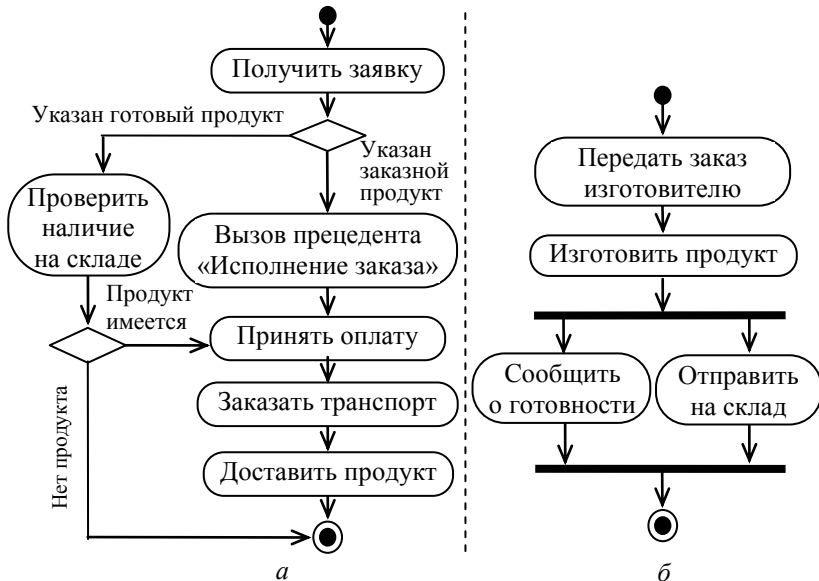 Получить заявку
Указан готовый продукт
Указан
заказной
продукт
Проверить
наличие
на складе
Вызов прецедента
«Исполнение заказа»
Продукт
имеется
Принять оплату
Заказать транспорт
Нет продукта
Доставить продукт
а
Передать заказ
изготовителю
Изготовить продукт
Сообщить
о готовности
Отправить
на склад
б